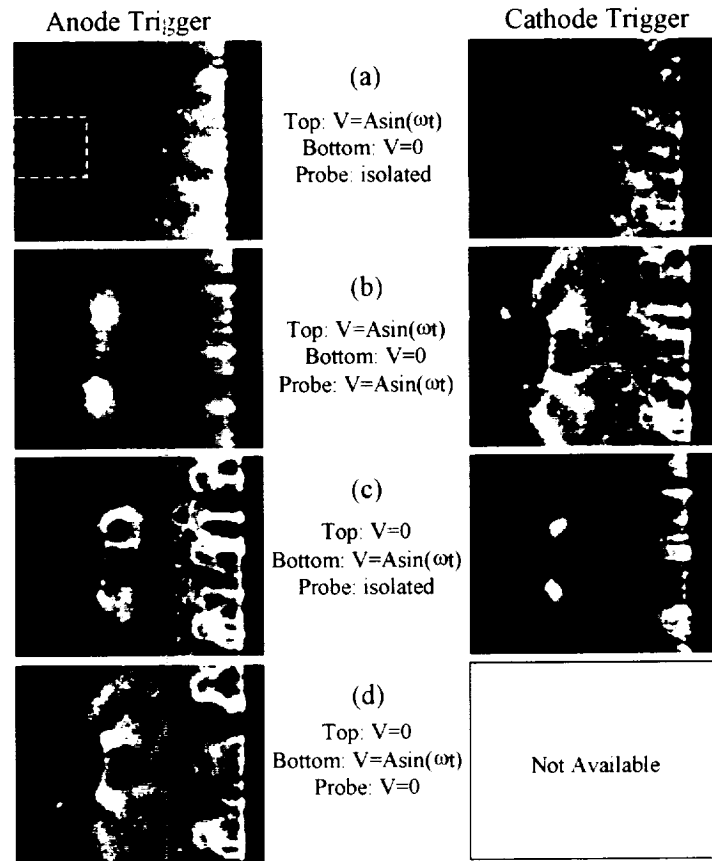 Anode Trigger
Cathode Trigger
(a)
Top: V=Asin(ωt)
Bottom: V=0
Probe: isolated
(b)
Top: V=Asin(ωt)
Bottom: V=0
Probe: V=Asin(ωt)
(c)
Top: V=0
Bottom: V=Asin(ωt)
Probe: isolated
(d)
Top: V=0
Bottom: V=Asin(ωt)
Probe: V=0
Not Available